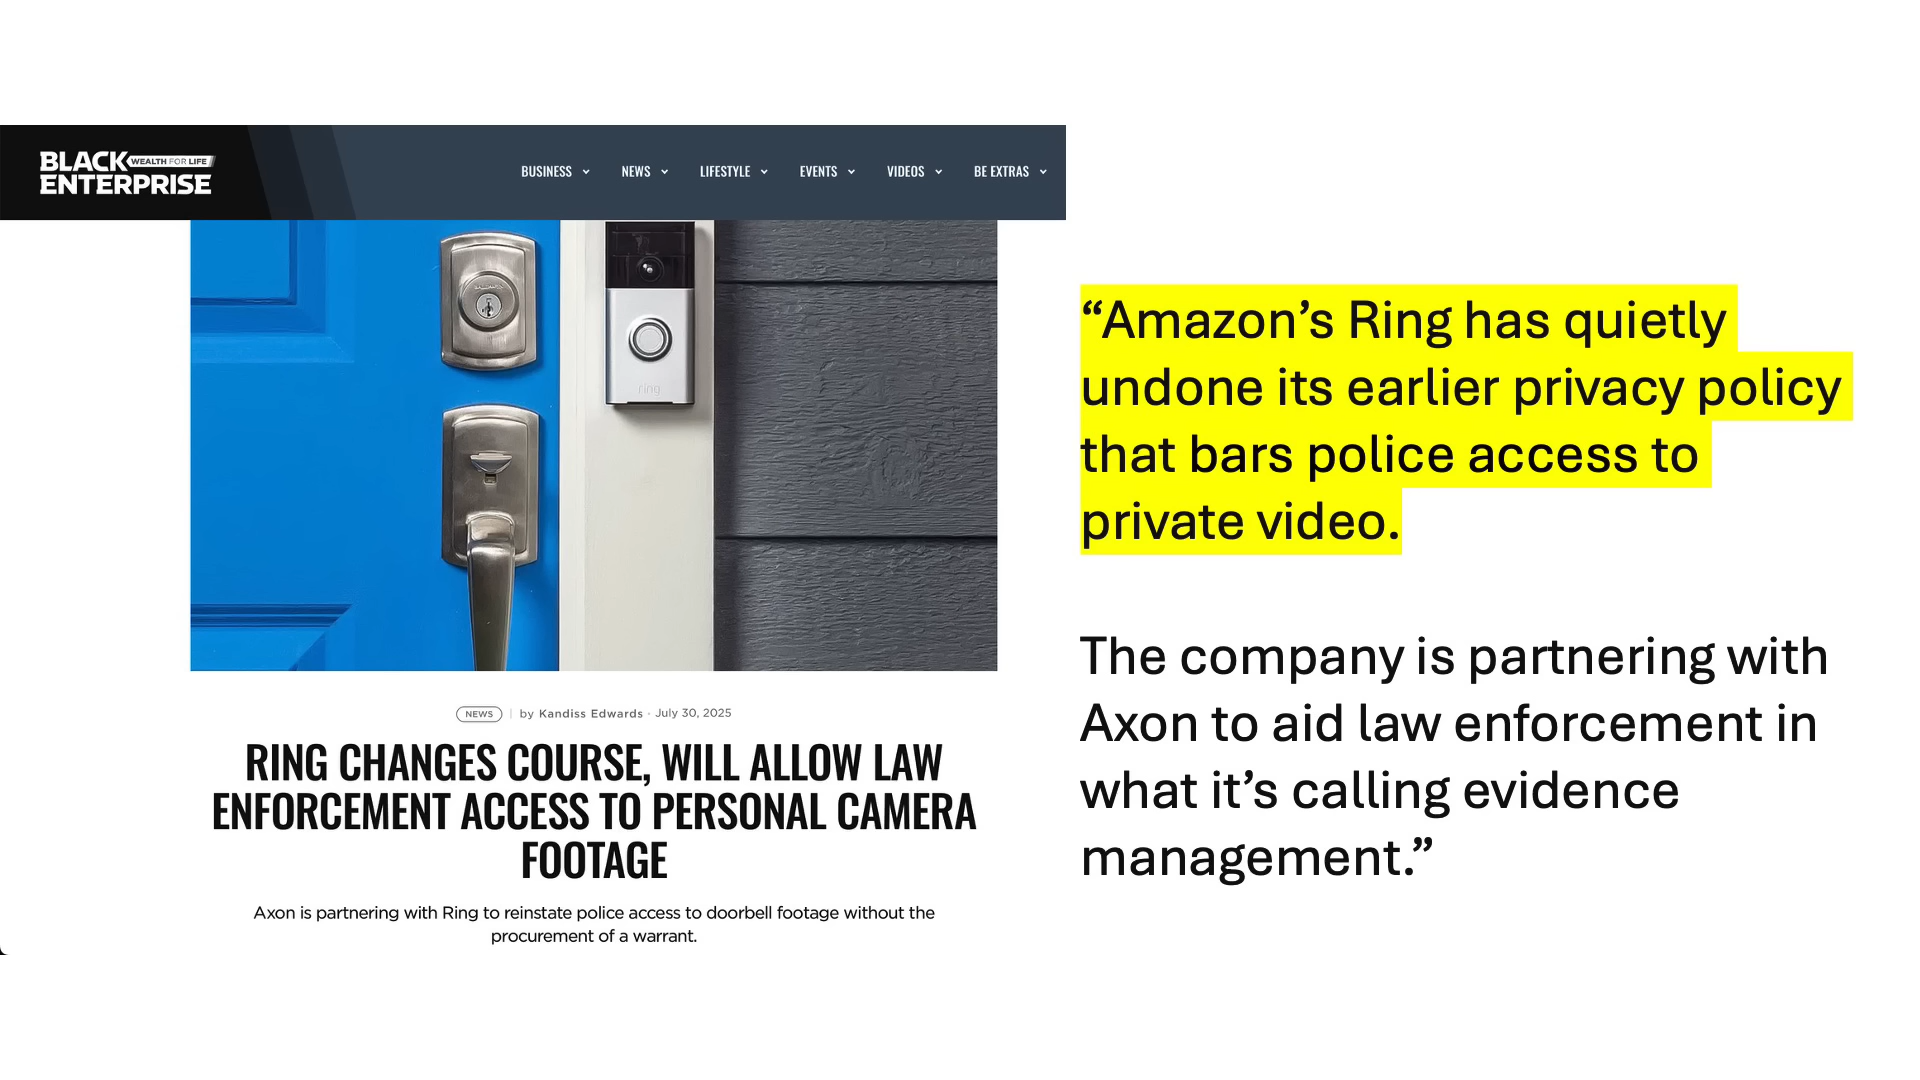 BLACK WEALTH FOR LIFE
ENTERPRISE
BUSINESS NEWS LIFESTYLE EVENTS VIDEOS BE EXTRAS
ring
NEWS | by Kandiss Edwards · July 30, 2025
RING CHANGES COURSE, WILL ALLOW LAW
ENFORCEMENT ACCESS TO PERSONAL CAMERA
FOOTAGE
Axon is partnering with Ring to reinstate police access to doorbell footage without the
procurement of a warrant.
“Amazon’s Ring has quietly
undone its earlier privacy policy
that bars police access to
private video.
The company is partnering with
Axon to aid law enforcement in
what it’s calling evidence
management.”